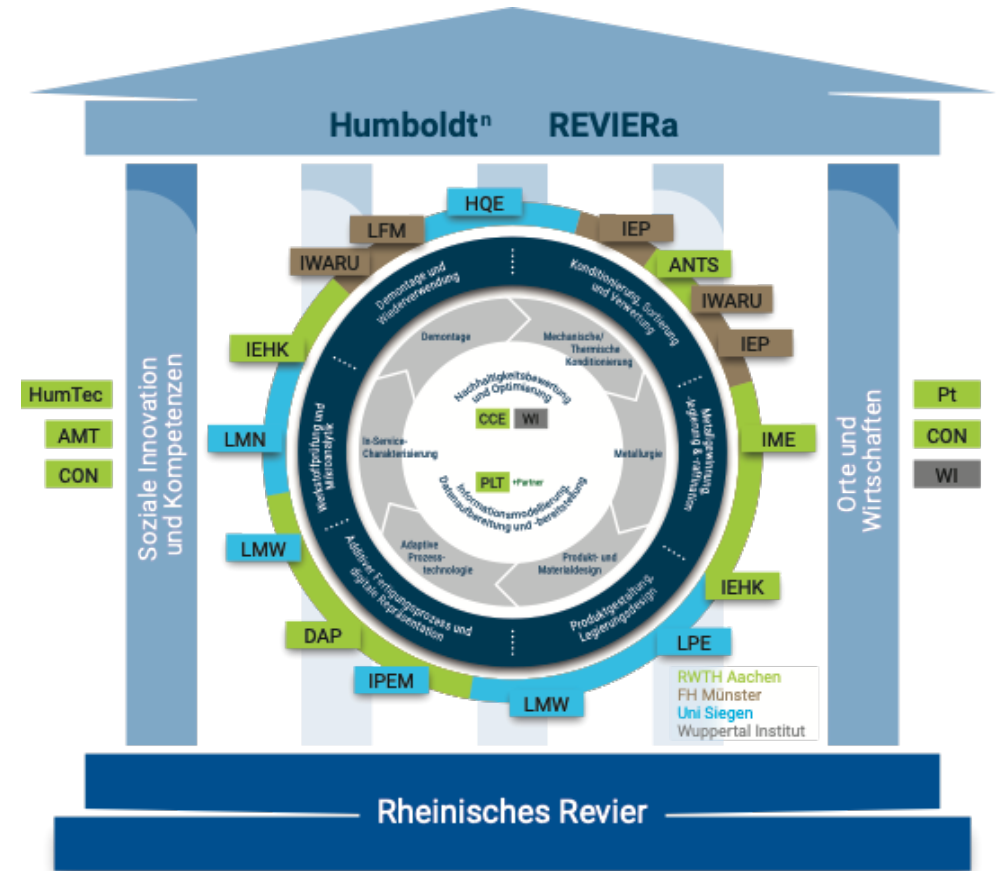 Humboldtⁿ REVIERa
HQE
LFM
IEP
IWARU
ANTS
IWARU
IEP
IEHK
IME
LMN
LMW
IEHK
DAP
LPE
IPEM
LMW
Demontage und
Wiederverwendung
Konditionierung, Sortierung
und Verwertung
Metallgewinnung,
-legierung & -raffination
Produktgestaltung,
Legierungsdesign
Additiver Fertigungsprozess und
digitale Repräsentation
Werkstoffprüfung und
Mikroanalytik
Demontage
Mechanische/
Thermische
Konditionierung
Metallurgie
Produkt- und
Materialdesign
Adaptive
Prozess-
technologie
In-Service-
Charakterisierung
Nachhaltigkeitsbewertung
und Optimierung
CCE WI
PLT +Partner
Informationsmodellierung,
Datenaufbereitung und -bereitstellung
Soziale Innovation
und Kompetenzen
HumTec
AMT
CON
Orte und
Wirtschaften
Pt
CON
WI
RWTH Aachen
FH Münster
Uni Siegen
Wuppertal Institut
Rheinisches Revier